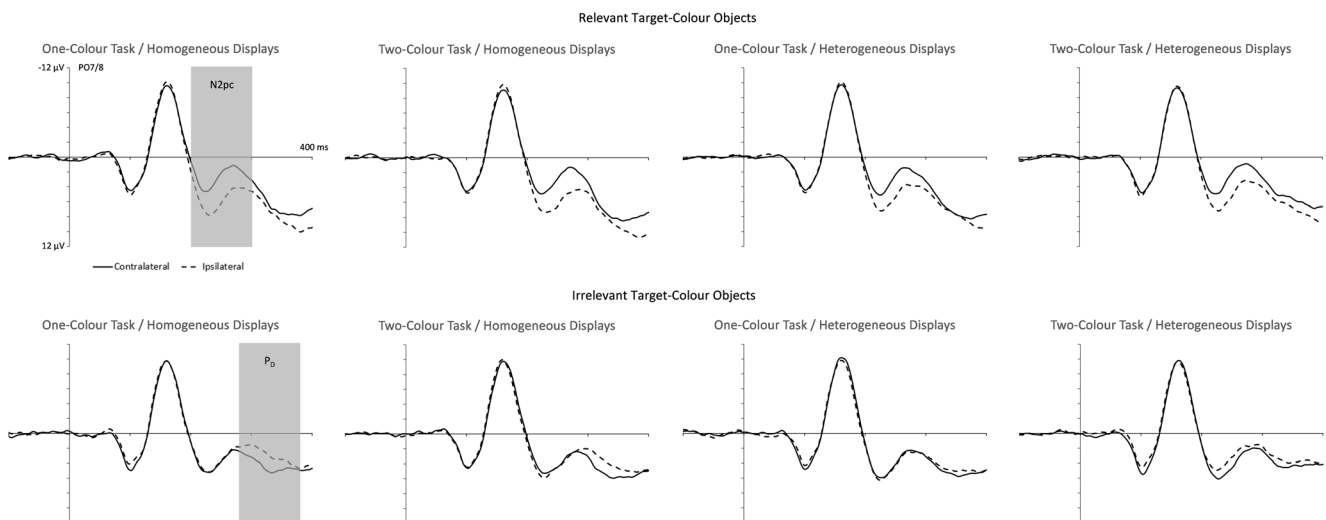 Relevant Target-Colour Objects
One-Colour Task / Homogeneous Displays
Two-Colour Task / Homogeneous Displays
One-Colour Task / Heterogeneous Displays
Two-Colour Task / Heterogeneous Displays
-12 µV
PO7/8
N2pc
400 ms
12 µV
Contralateral
Ipsilateral
Irrelevant Target-Colour Objects
One-Colour Task / Homogeneous Displays
Two-Colour Task / Homogeneous Displays
One-Colour Task / Heterogeneous Displays
Two-Colour Task / Heterogeneous Displays
P_D